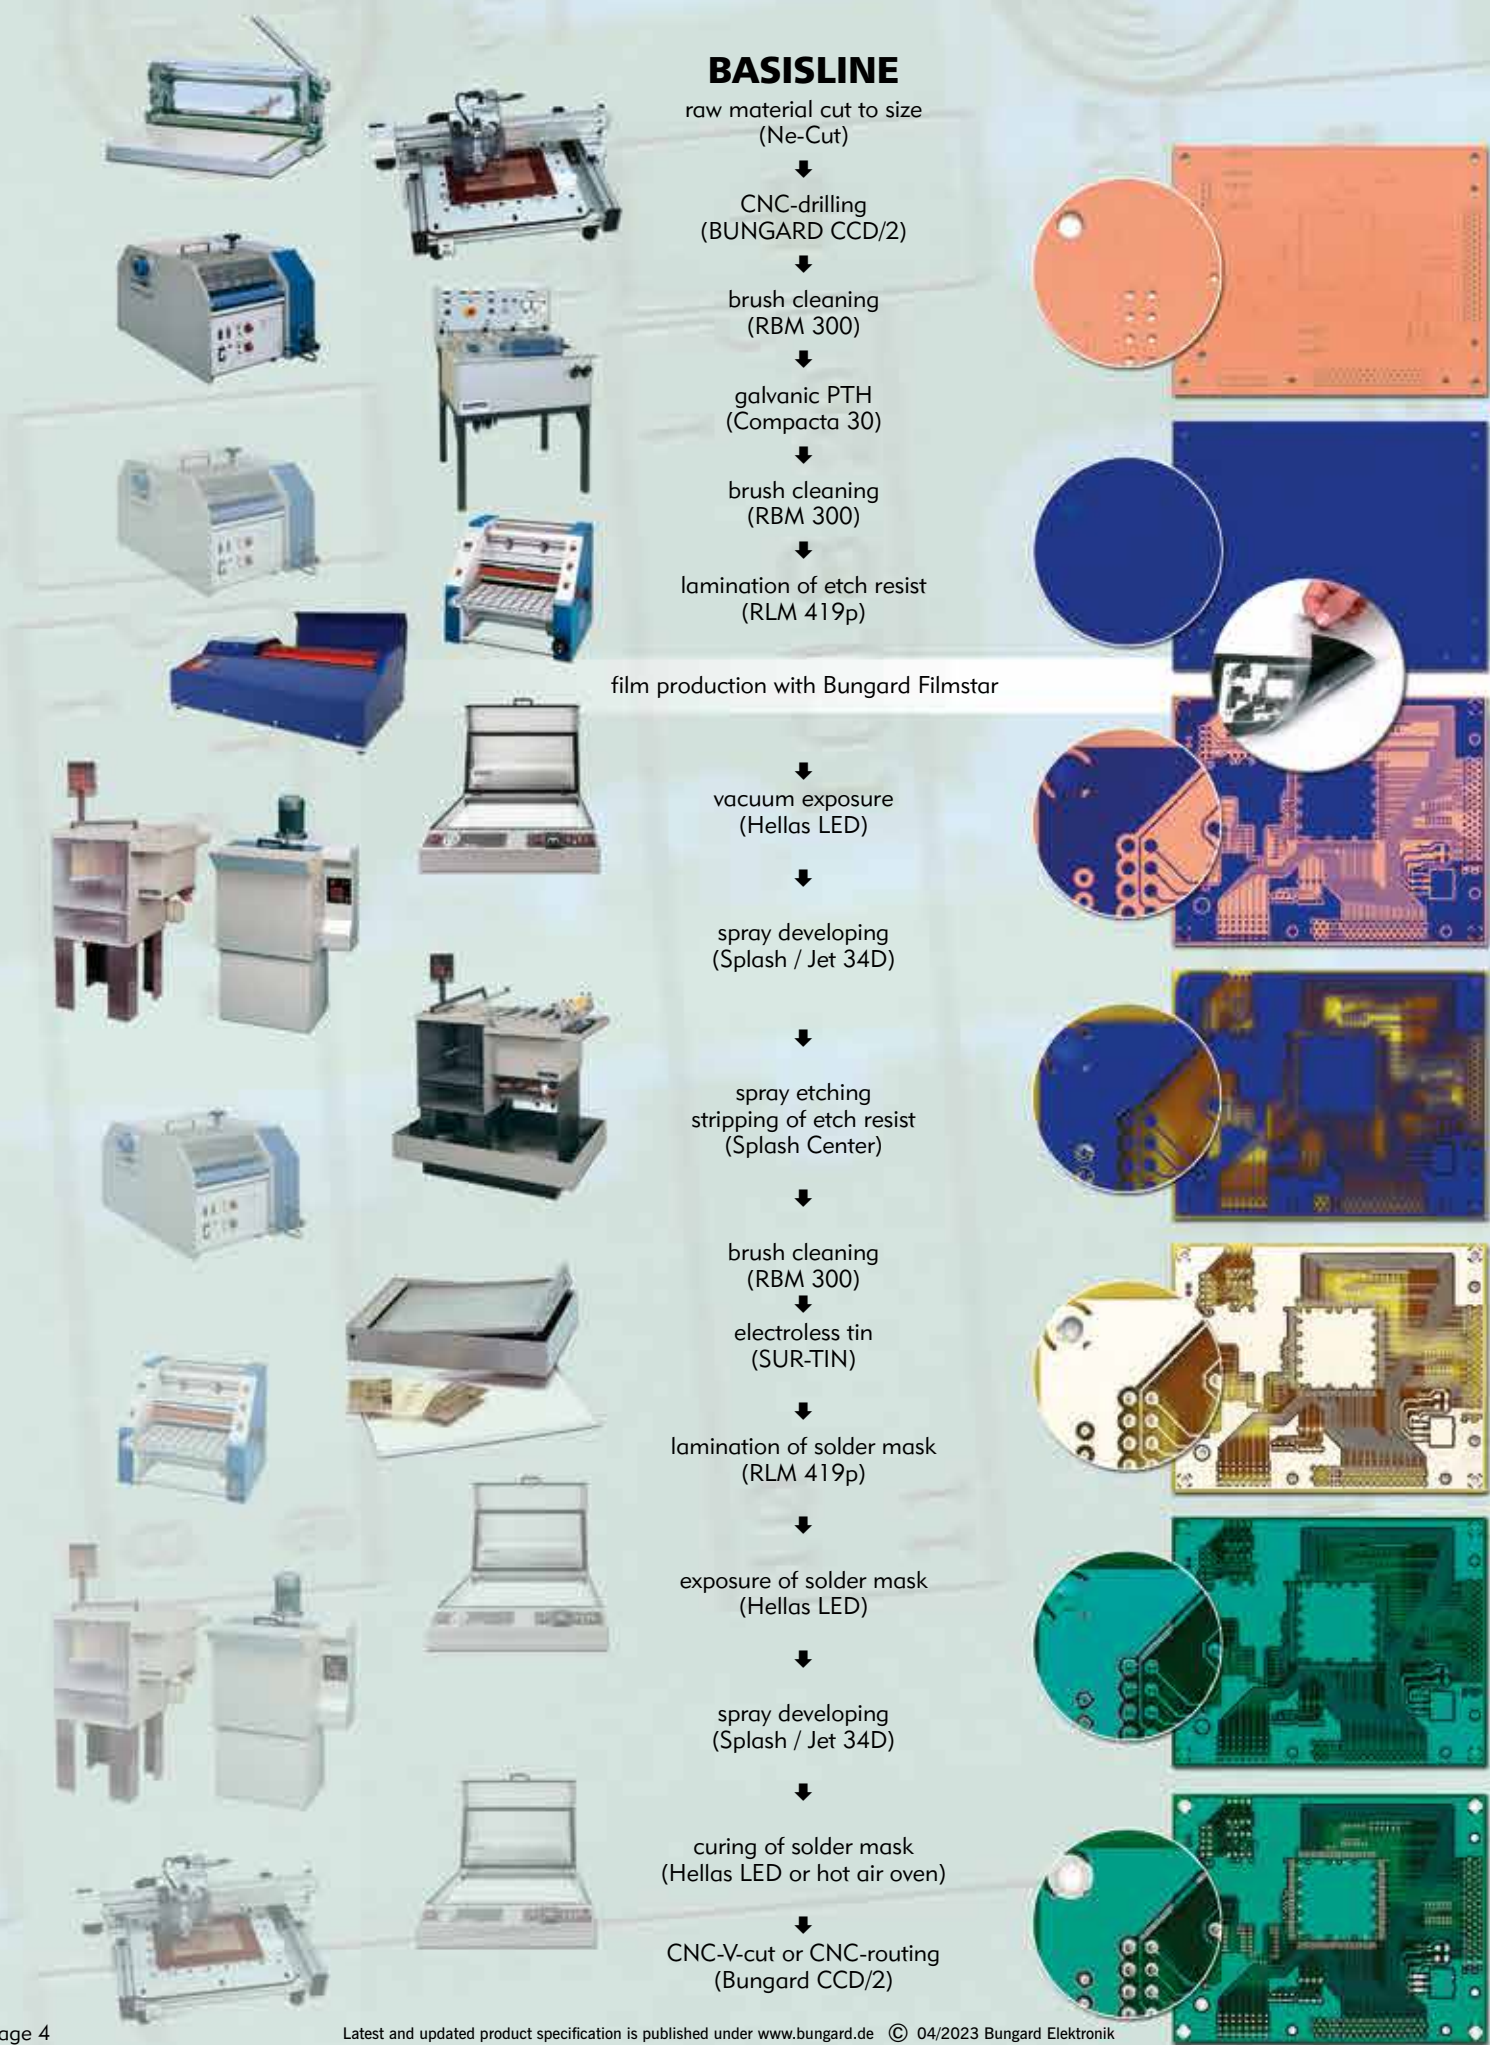 BASISLINE
raw material cut to size
(Ne-Cut)
CNC-drilling
(BUNGARD CCD/2)
brush cleaning
(RBM 300)
galvanic PTH
(Compacta 30)
brush cleaning
(RBM 300)
lamination of etch resist
(RLM 419p)
film production with Bungard Filmstar
vacuum exposure
(Hellas LED)
spray developing
(Splash / Jet 34D)
spray etching
stripping of etch resist
(Splash Center)
brush cleaning
(RBM 300)
electroless tin
(SUR-TIN)
lamination of solder mask
(RLM 419p)
exposure of solder mask
(Hellas LED)
spray developing
(Splash / Jet 34D)
curing of solder mask
(Hellas LED or hot air oven)
CNC-V-cut or CNC-routing
(Bungard CCD/2)
age 4
Latest and updated product specification is published under www.bungard.de © 04/2023 Bungard Elektronik